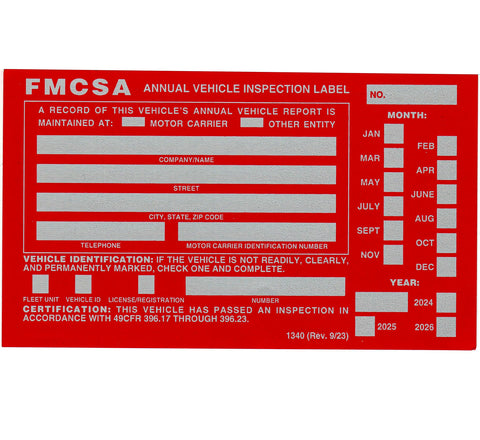 FMCSA ANNUAL VEHICLE INSPECTION LABEL
NO.
A RECORD OF THIS VEHICLE'S ANNUAL VEHICLE REPORT IS
MAINTAINED AT: MOTOR CARRIER OTHER ENTITY
COMPANY/NAME
STREET
CITY, STATE, ZIP CODE
TELEPHONE MOTOR CARRIER IDENTIFICATION NUMBER
MONTH:
JAN
FEB
MAR
APR
MAY
JUNE
JULY
AUG
SEPT
OCT
NOV
DEC
VEHICLE IDENTIFICATION: IF THE VEHICLE IS NOT READILY, CLEARLY,
AND PERMANENTLY MARKED, CHECK ONE AND COMPLETE.
FLEET UNIT VEHICLE ID LICENSE/REGISTRATION NUMBER
YEAR:
2024
2025 2026
CERTIFICATION: THIS VEHICLE HAS PASSED AN INSPECTION IN
ACCORDANCE WITH 49CFR 396.17 THROUGH 396.23.
1340 (Rev. 9/23)